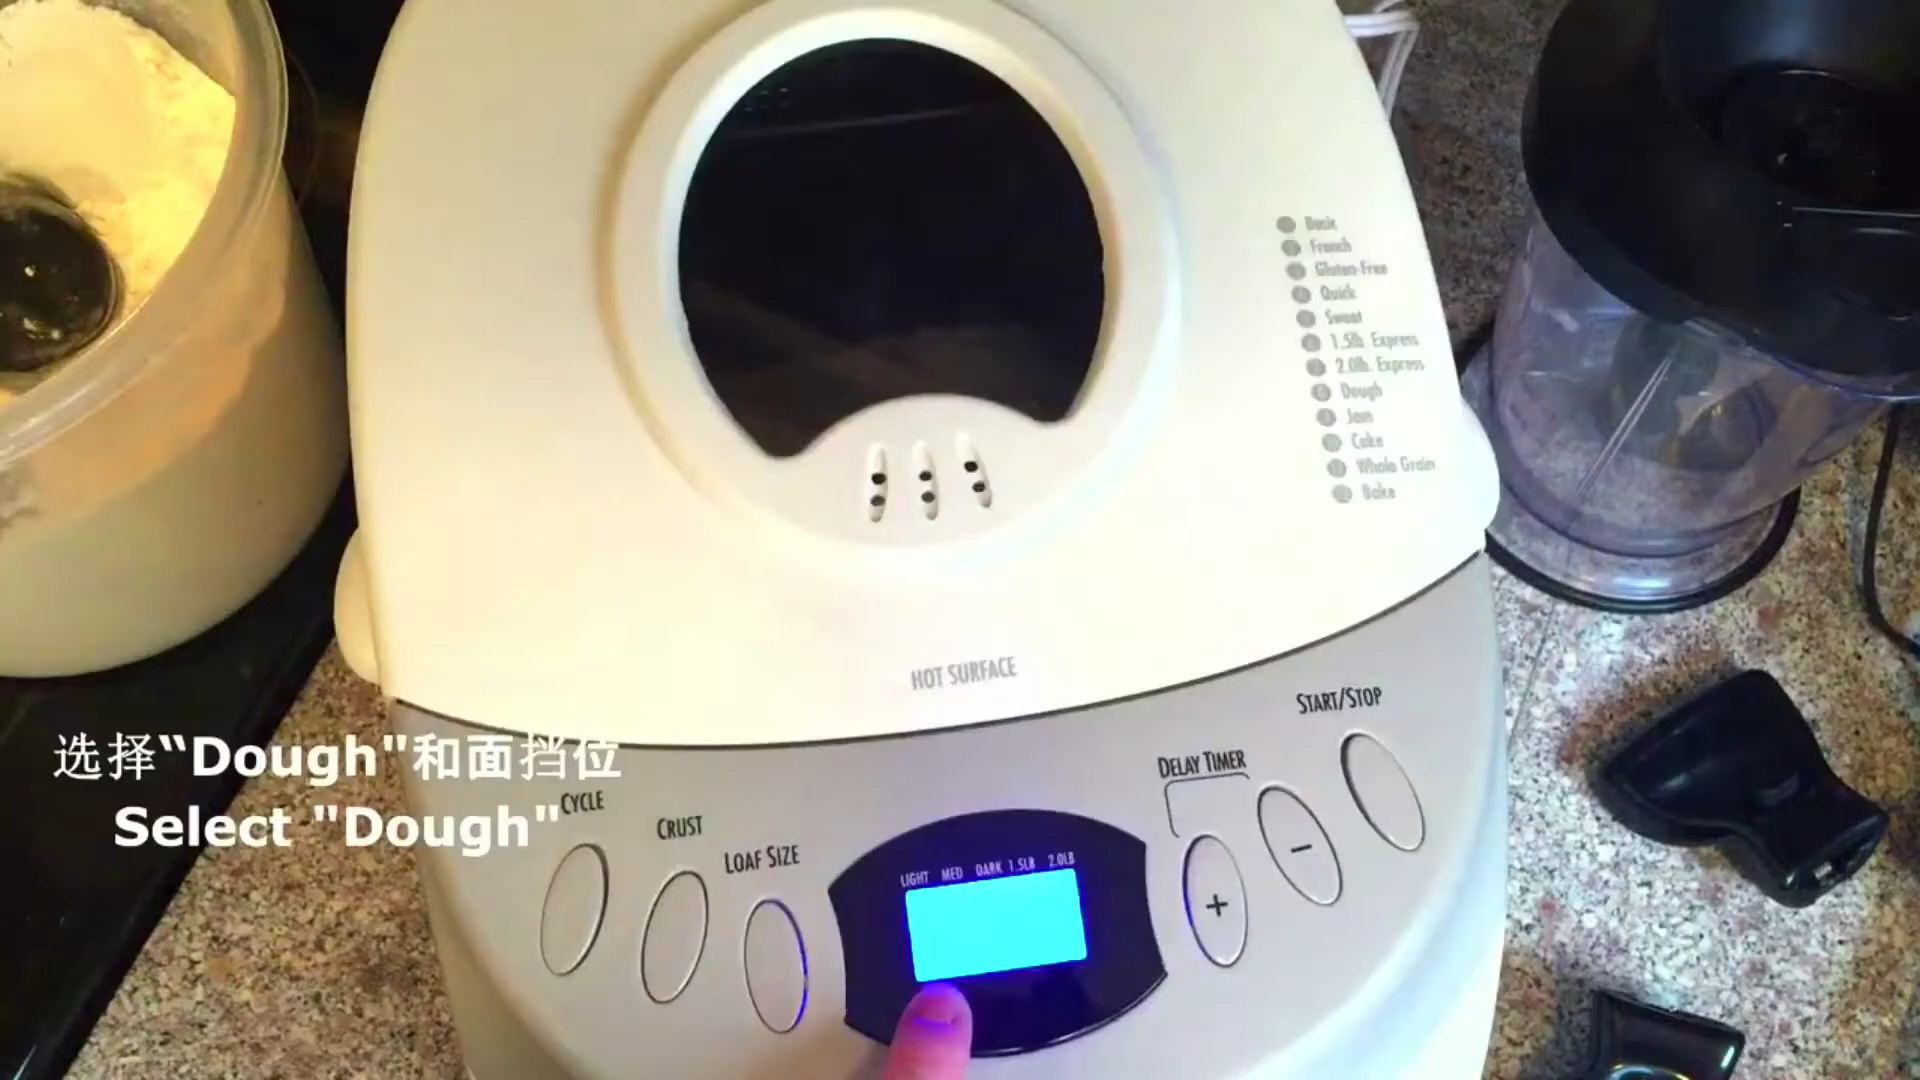 Basic
French
Gluten-Free
Quick
Sweet
1.5lb. Express
2.0lb. Express
Dough
Jam
Cake
Whole Grain
Bake
HOT SURFACE
START/STOP
DELAY TIMER
选择“Dough"和面挡位
CYCLE
Select "Dough"
CRUST
LOAF SIZE
LIGHT MED DARK 1.5LB 2.0LB
+
−